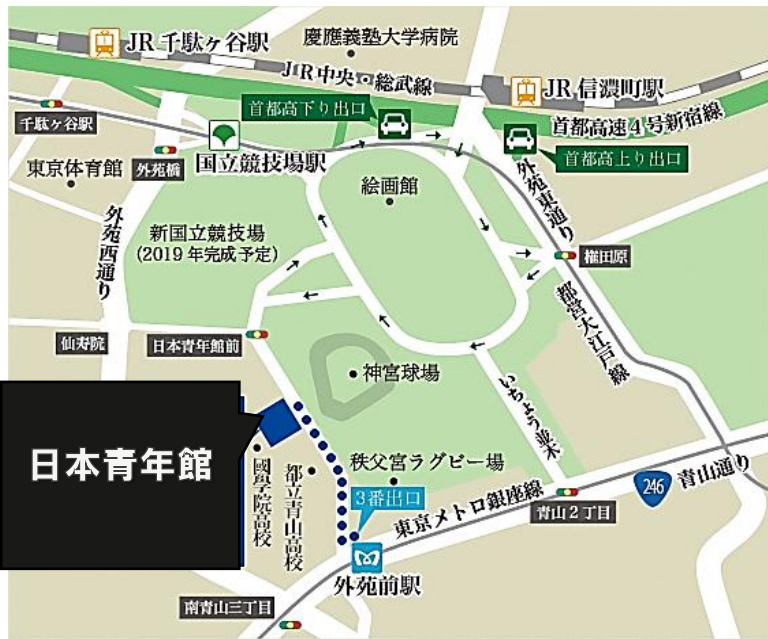 JR 千駄ヶ谷駅
慶應義塾大学病院
JR中央・総武線
JR 信濃町駅
首都高下り出口
首都高速4号新宿線
千駄ヶ谷駅
国立競技場駅
首都高上り出口
東京体育館
外苑橋
絵画館
外苑東通り
外苑西通り
新国立競技場
(2019年完成予定)
権田原
都営大江戸線
仙寿院
日本青年館前
神宮球場
いちょう並木
日本青年館
國學院高校
都立青山高校
秩父宮ラグビー場
3番出口
東京メトロ銀座線
青山2丁目
246
青山通り
外苑前駅
南青山三丁目